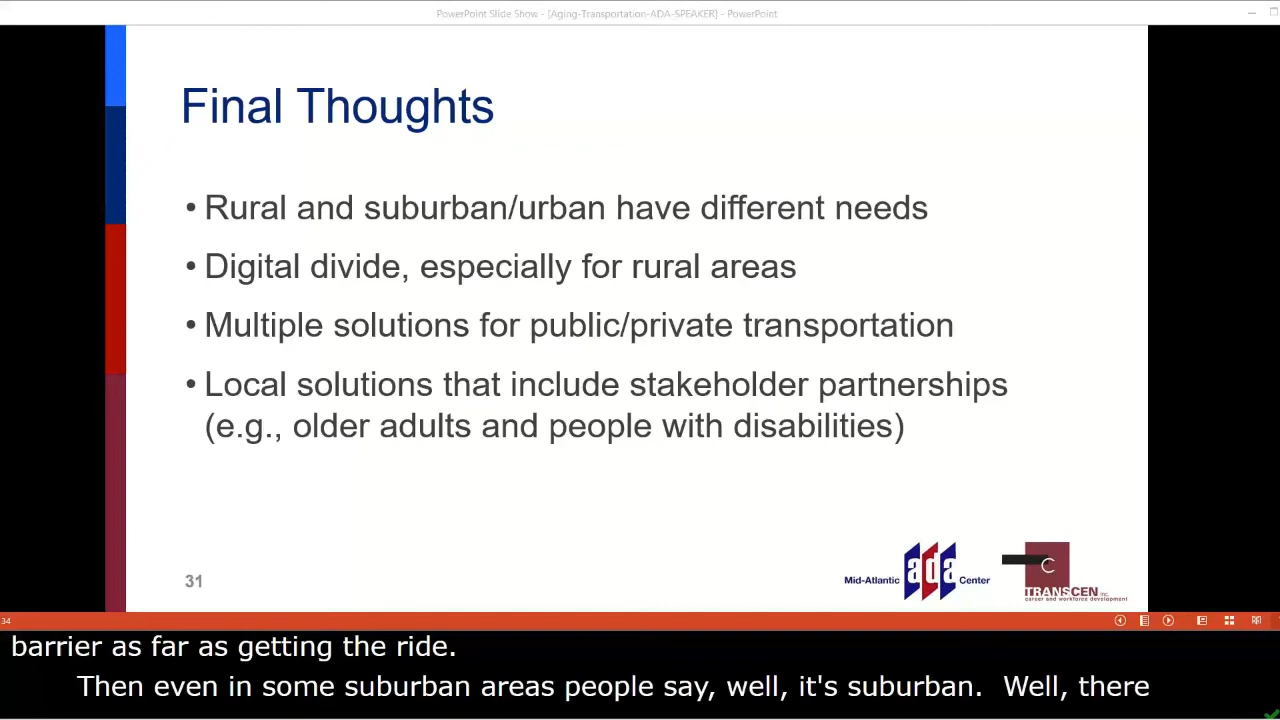 PowerPoint Slide Show - [Aging-Transportation-ADA-SPEAKER] - PowerPoint
Final Thoughts
• Rural and suburban/urban have different needs
• Digital divide, especially for rural areas
• Multiple solutions for public/private transportation
• Local solutions that include stakeholder partnerships
(e.g., older adults and people with disabilities)
31
Mid-Atlantic ada Center
C
TRANSCEN inc.
career and workforce development
34
barrier as far as getting the ride.
Then even in some suburban areas people say, well, it's suburban. Well, there